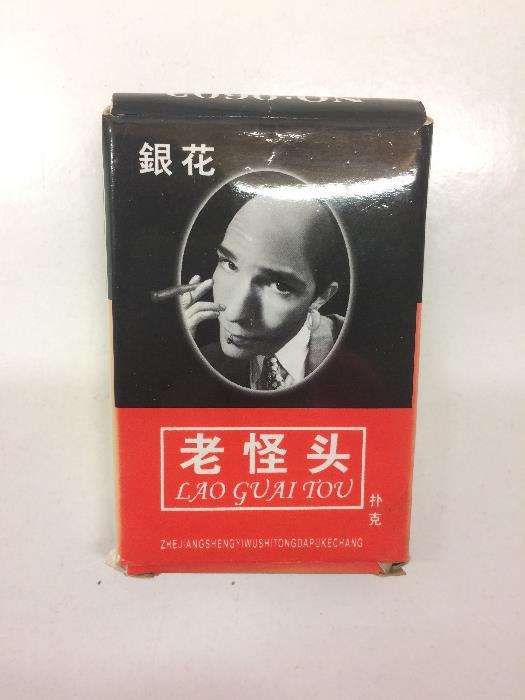 銀花
老怪头
LAO GUAI TOU
扑克
ZHEJIANGSHENGYIWUSHITONGDAPUKECHANG